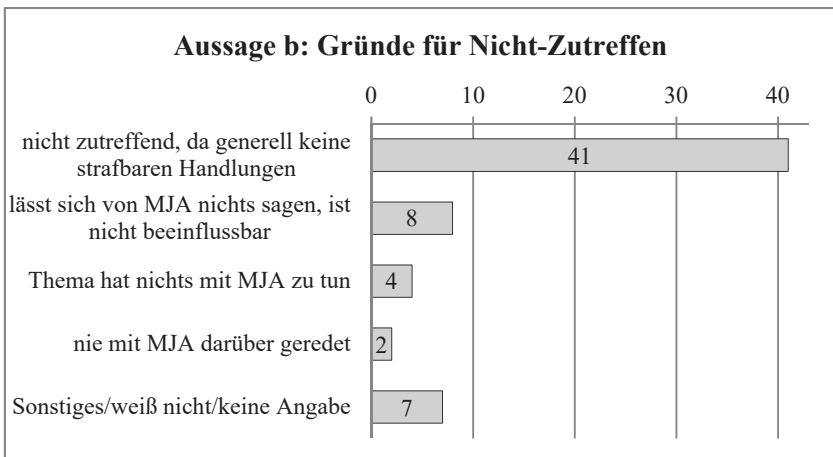 Aussage b: Gründe für Nicht-Zutreffen
0 10 20 30 40
nicht zutreffend, da generell keine
strafbaren Handlungen
41
lässt sich von MJA nichts sagen, ist
nicht beeinflussbar
8
Thema hat nichts mit MJA zu tun
4
nie mit MJA darüber geredet
2
Sonstiges/weiß nicht/keine Angabe
7